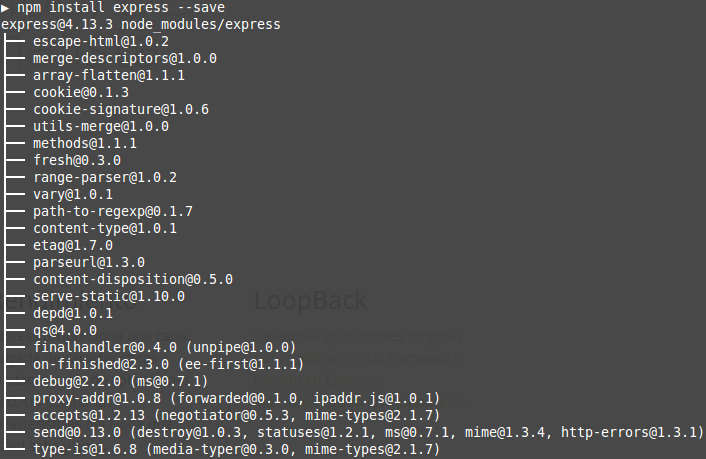 ▶ npm install express --save
express@4.13.3 node_modules/express
├── escape-html@1.0.2
├── merge-descriptors@1.0.0
├── array-flatten@1.1.1
├── cookie@0.1.3
├── cookie-signature@1.0.6
├── utils-merge@1.0.0
├── methods@1.1.1
├── fresh@0.3.0
├── range-parser@1.0.2
├── vary@1.0.1
├── path-to-regexp@0.1.7
├── content-type@1.0.1
├── etag@1.7.0
├── parseurl@1.3.0
├── content-disposition@0.5.0
├── serve-static@1.10.0
├── depd@1.0.1
├── qs@4.0.0
├── finalhandler@0.4.0 (unpipe@1.0.0)
├── on-finished@2.3.0 (ee-first@1.1.1)
├── debug@2.2.0 (ms@0.7.1)
├── proxy-addr@1.0.8 (forwarded@0.1.0, ipaddr.js@1.0.1)
├── accepts@1.2.13 (negotiator@0.5.3, mime-types@2.1.7)
├── send@0.13.0 (destroy@1.0.3, statuses@1.2.1, ms@0.7.1, mime@1.3.4, http-errors@1.3.1)
└── type-is@1.6.8 (media-typer@0.3.0, mime-types@2.1.7)
LoopBack